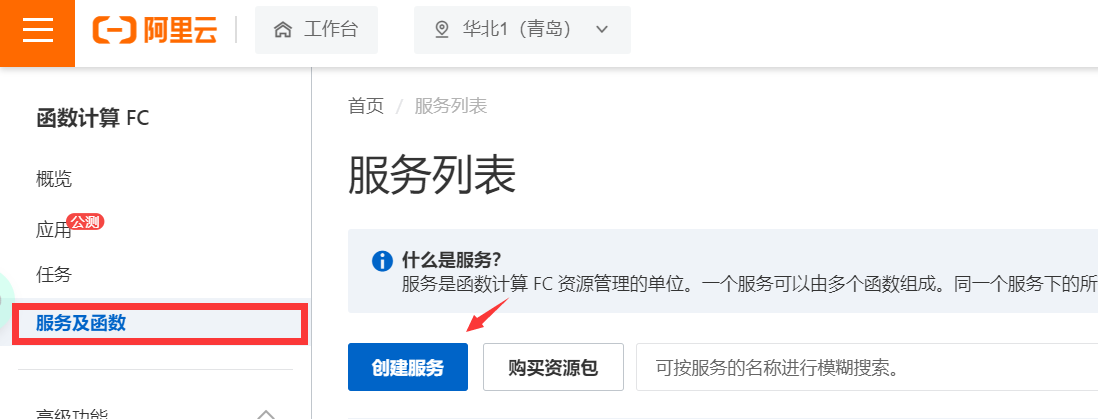 阿里云 工作台 华北1（青岛）
函数计算 FC
概览
应用 公测
任务
服务及函数
高级功能
首页 / 服务列表
服务列表
什么是服务？
服务是函数计算 FC 资源管理的单位。一个服务可以由多个函数组成。同一个服务下的所
创建服务 购买资源包 可按服务的名称进行模糊搜索。